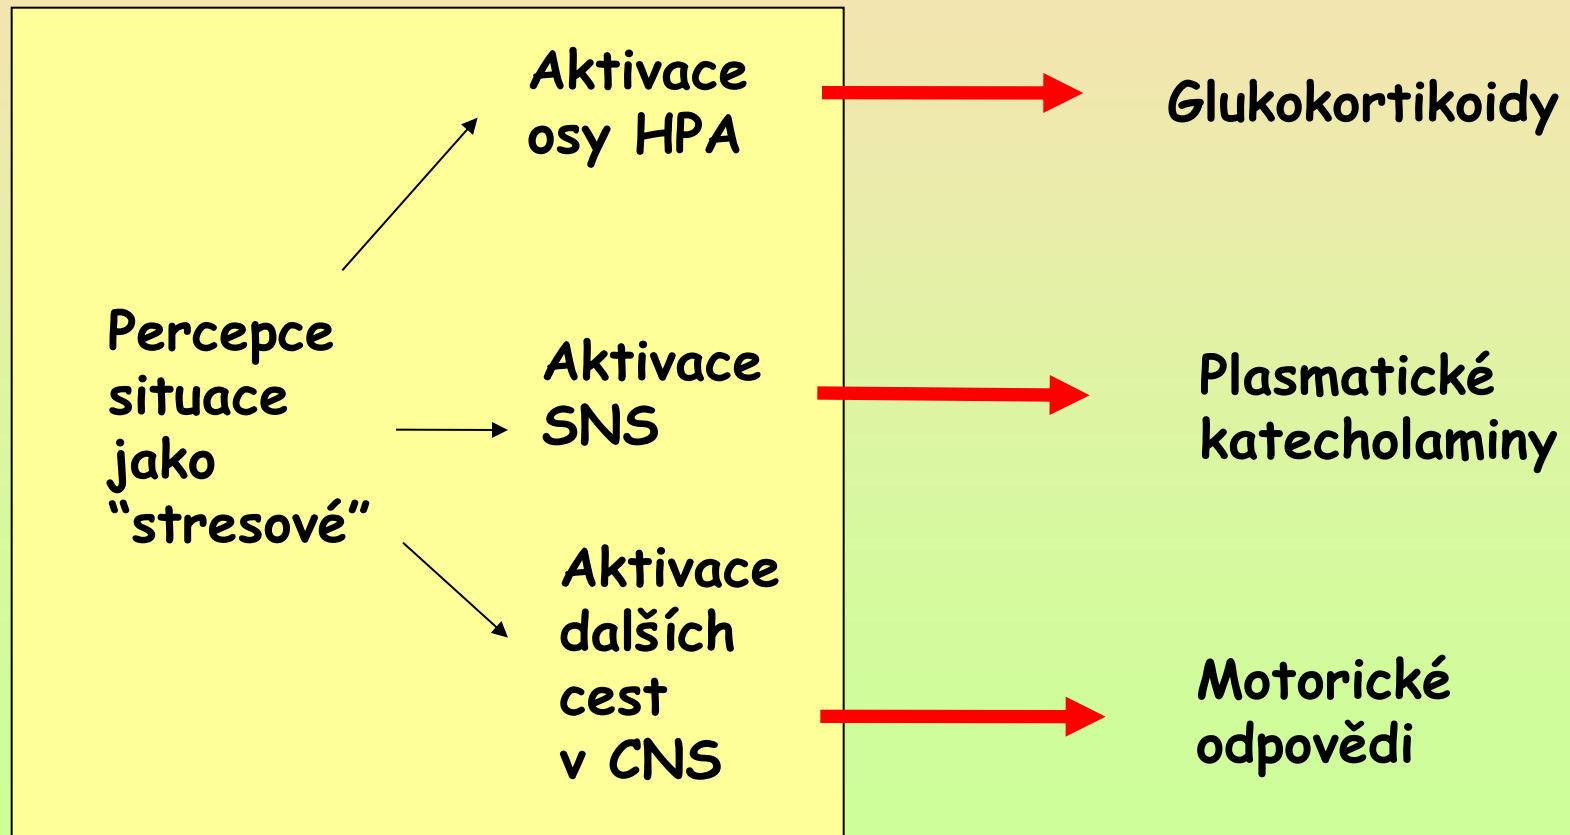 Aktivace
osy HPA
Glukokortikoidy
Percepce
situace
jako
“stresové”
Aktivace
SNS
Plasmatické
katecholaminy
Aktivace
dalších
cest
v CNS
Motorické
odpovědi